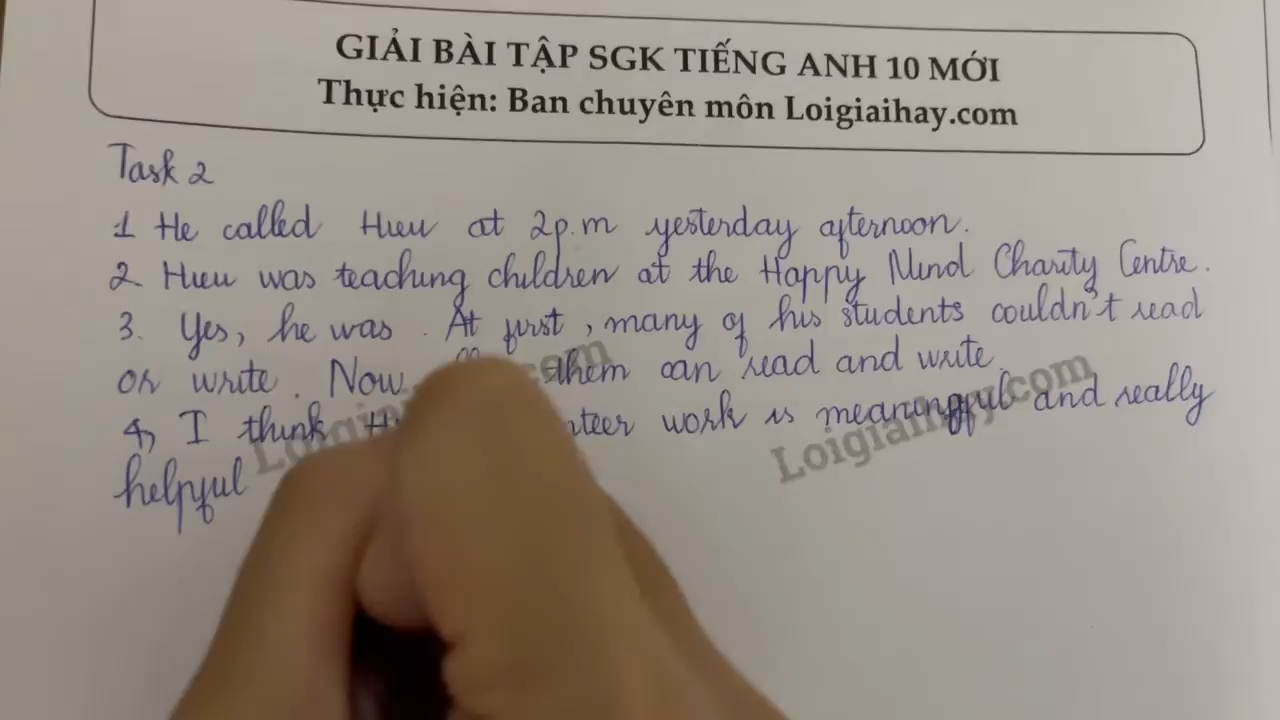 GIẢI BÀI TẬP SGK TIẾNG ANH 10 MỚI
Thực hiện: Ban chuyên môn Loigiaihay.com
Task 2
1 He called Hieu at 2p.m yesterday afternoon.
2 Hieu was teaching children at the Happy Mind Charity Centre.
3. Yes, he was. At first, many of his students couldn't read
or write. Now them can read and write.
4, I think work is meaningful and really
helpful
Loigiaihay.com